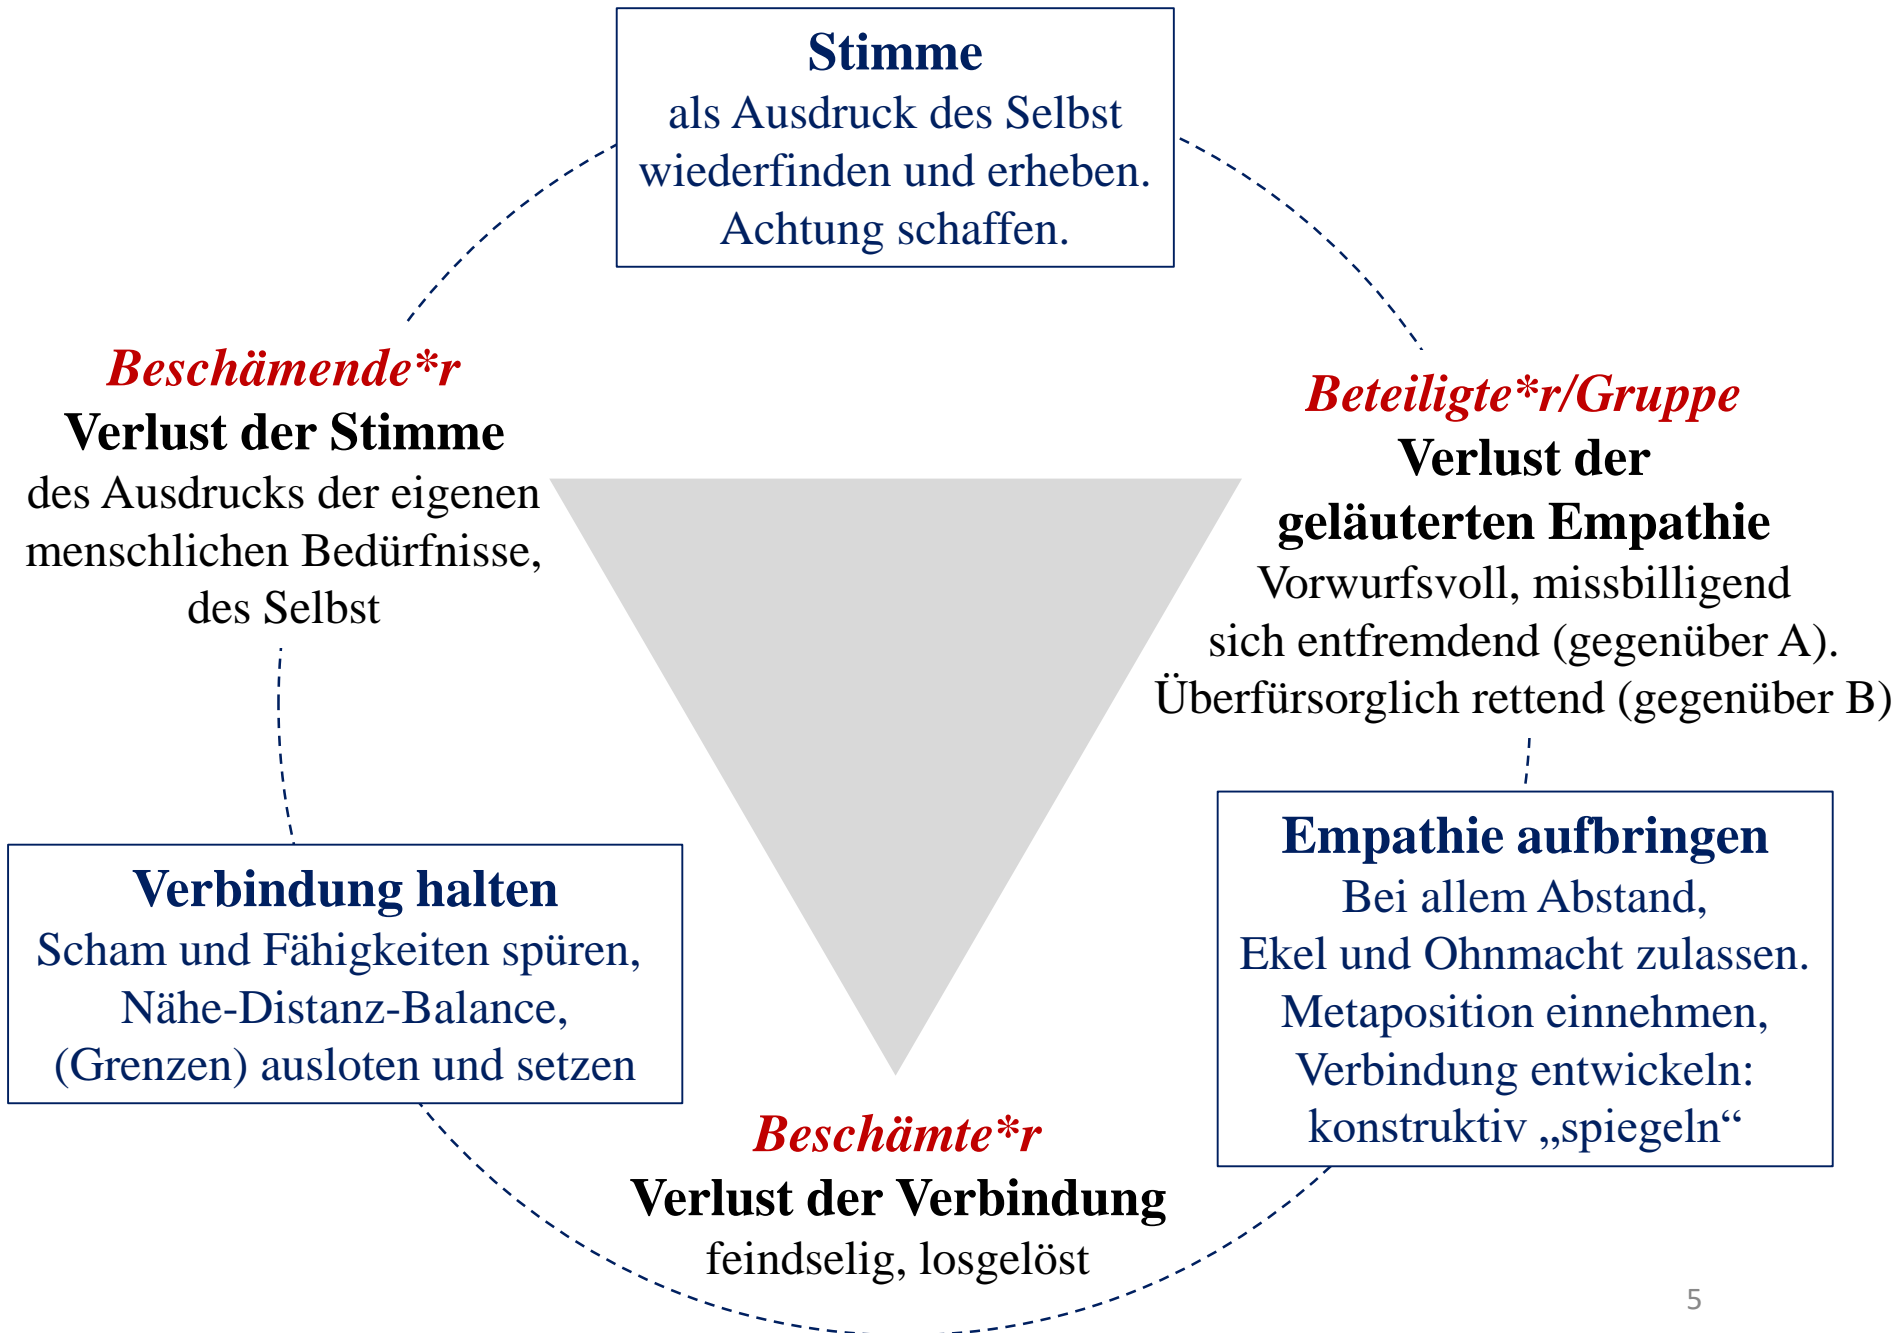 Stimme
als Ausdruck des Selbst
wiederfinden und erheben.
Achtung schaffen.
Beschämende*r
Verlust der Stimme
des Ausdrucks der eigenen
menschlichen Bedürfnisse,
des Selbst
Beteiligte*r/Gruppe
Verlust der
geläuterten Empathie
Vorwurfsvoll, missbilligend
sich entfremdend (gegenüber A).
Überfürsorglich rettend (gegenüber B)
Verbindung halten
Scham und Fähigkeiten spüren,
Nähe-Distanz-Balance,
(Grenzen) ausloten und setzen
Empathie aufbringen
Bei allem Abstand,
Ekel und Ohnmacht zulassen.
Metaposition einnehmen,
Verbindung entwickeln:
konstruktiv „spiegeln“
Beschämte*r
Verlust der Verbindung
feindselig, losgelöst
5